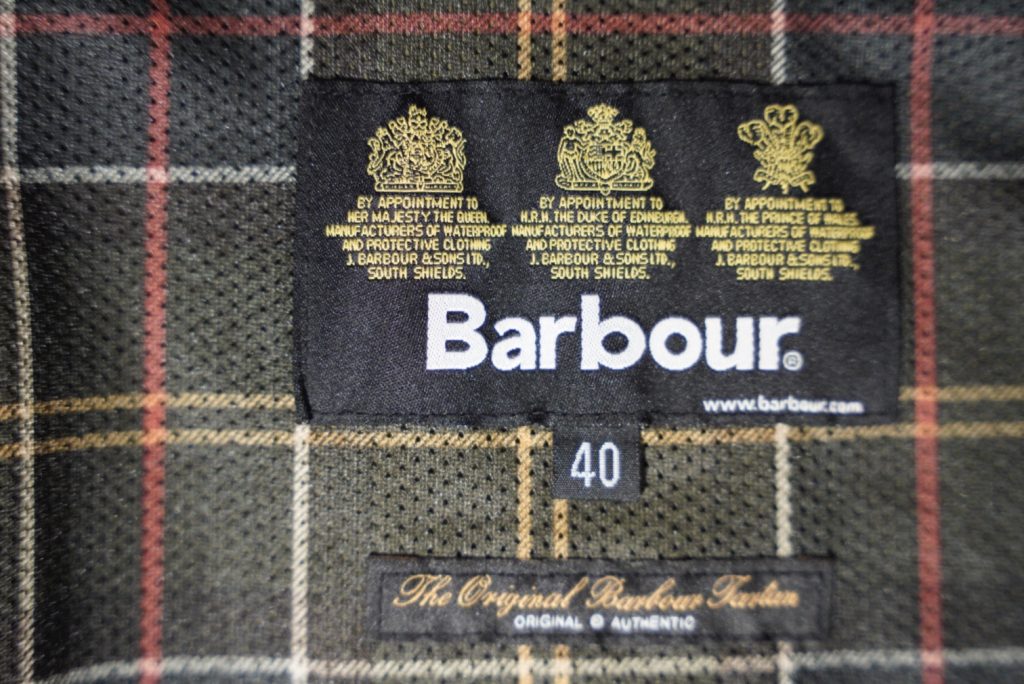 BY APPOINTMENT TO
HER MAJESTY THE QUEEN
MANUFACTURERS OF WATERPROOF
AND PROTECTIVE CLOTHING
J. BARBOUR & SONS LTD.,
SOUTH SHIELDS.
BY APPOINTMENT TO
H.R.H. THE DUKE OF EDINBURGH.
MANUFACTURERS OF WATERPROOF
AND PROTECTIVE CLOTHING
J. BARBOUR & SONS LTD.,
SOUTH SHIELDS.
BY APPOINTMENT TO
H.R.H. THE PRINCE OF WALES.
MANUFACTURERS OF WATERPROOF
AND PROTECTIVE CLOTHING
J. BARBOUR & SONS LTD.,
SOUTH SHIELDS.
Barbour®
www.barbour.com
40
The Original Barbour Tartan
ORIGINAL @ AUTHENTIC